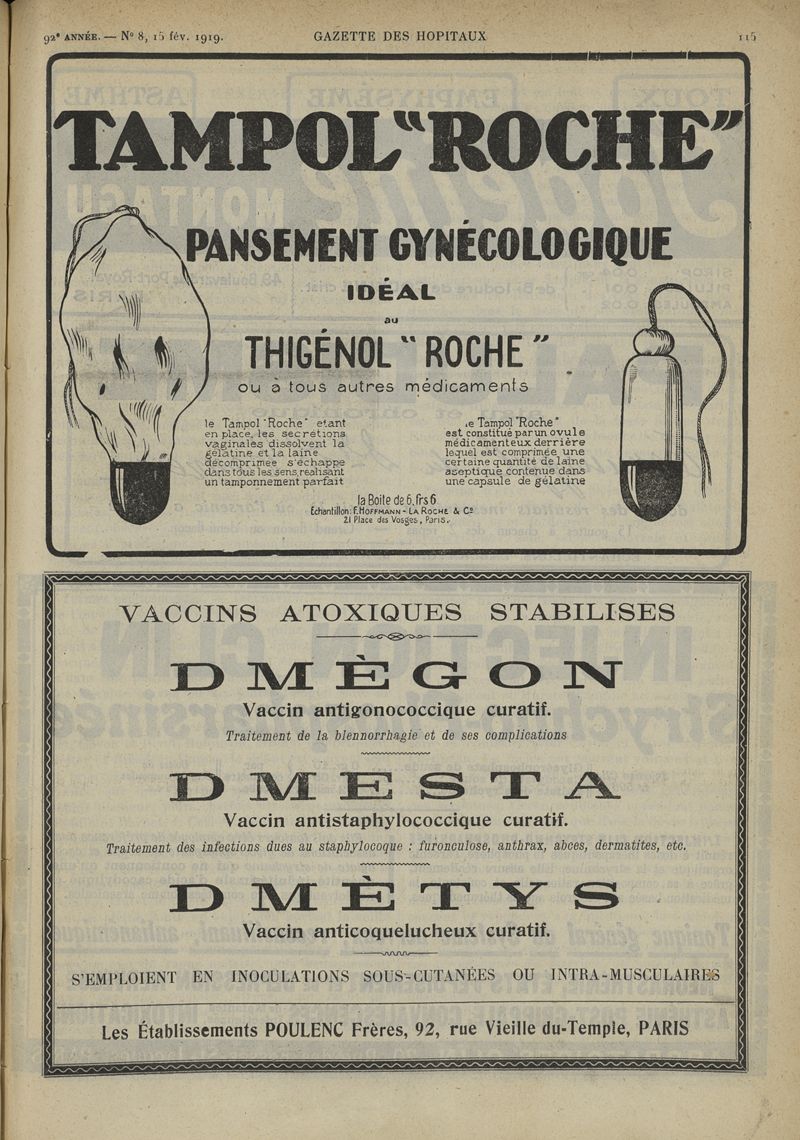 92e ANNÉE. — No 8, 15 fév. 1919.
GAZETTE DES HOPITAUX
115
TAMPOL "ROCHE"
PANSEMENT GYNÉCOLOGIQUE
IDÉAL
au
THIGÉNOL "ROCHE"
ou à tous autres médicaments
le Tampol "Roche" etant
en place, les secrétions
vaginales dissolvent la
gélatine et la laine
décomprimée s'échappe
dans tous les sens, realisant
un tamponnement parfait
Le Tampol "Roche"
est constitué par un ovule
médicamenteux derrière
lequel est comprimée une
certaine quantité de laine
aseptique contenue dans
une capsule de gélatine
la Boite de 6, frs 6
Échantillon: F. HOFFMANN - LA ROCHE & Co
21 Place des Vosges, Paris.
VACCINS ATOXIQUES STABILISES
DMÈGON
Vaccin antigonococcique curatif.
Traitement de la blennorrhagie et de ses complications
DMESTA
Vaccin antistaphylococcique curatif.
Traitement des infections dues au staphylocoque : furonculose, anthrax, abces, dermatites, etc.
DMÈTYS
Vaccin anticoquelucheux curatif.
S'EMPLOIENT EN INOCULATIONS SOUS-CUTANÉES OU INTRA-MUSCULAIRES
Les Établissements POULENC Frères, 92, rue Vieille du-Temple, PARIS